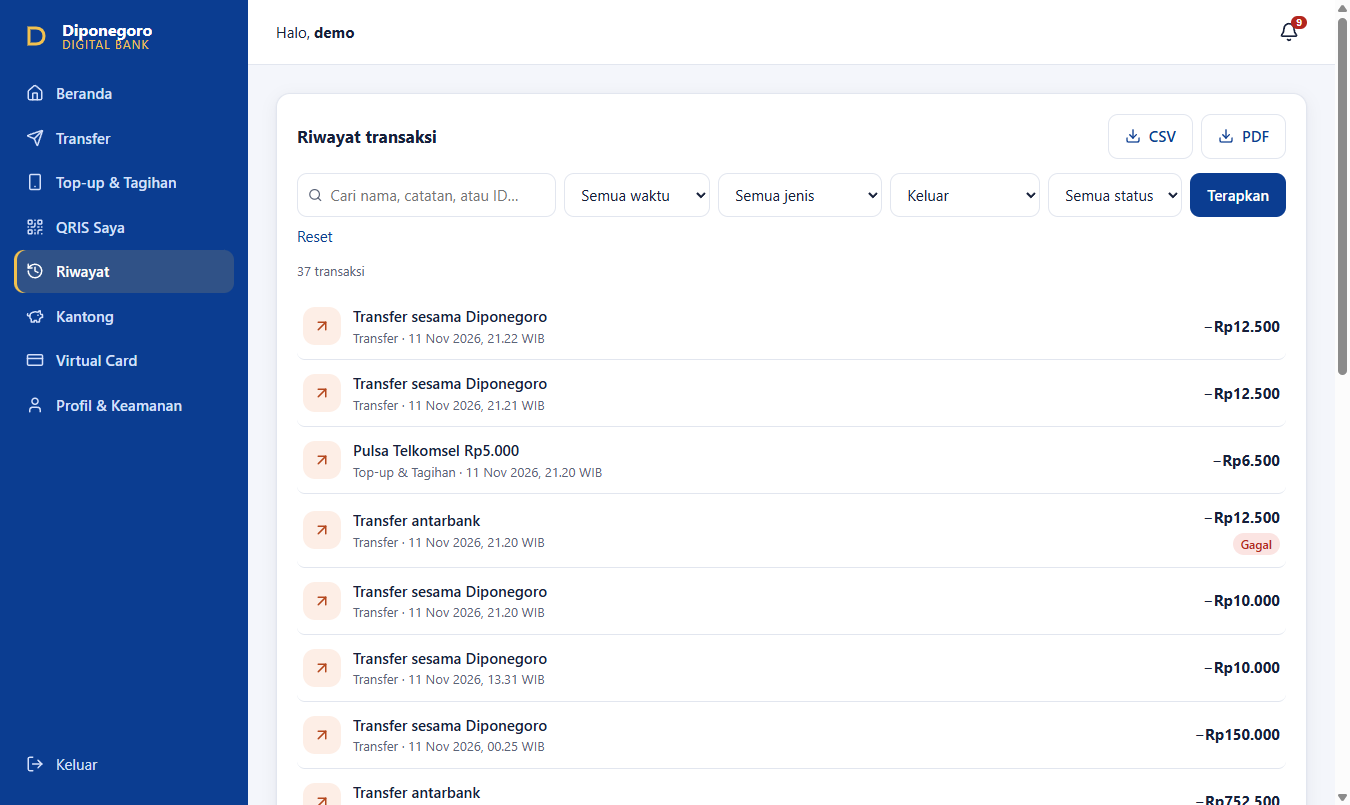 Diponegoro
DIGITAL BANK
Beranda
Transfer
Top-up & Tagihan
QRIS Saya
Riwayat
Kantong
Virtual Card
Profil & Keamanan
Keluar
Halo, demo
9
Riwayat transaksi
CSV
PDF
Cari nama, catatan, atau ID...
Semua waktu
Semua jenis
Keluar
Semua status
Terapkan
Reset
37 transaksi
Transfer sesama Diponegoro
Transfer · 11 Nov 2026, 21.22 WIB
−Rp12.500
Transfer sesama Diponegoro
Transfer · 11 Nov 2026, 21.21 WIB
−Rp12.500
Pulsa Telkomsel Rp5.000
Top-up & Tagihan · 11 Nov 2026, 21.20 WIB
−Rp6.500
Transfer antarbank
Transfer · 11 Nov 2026, 21.20 WIB
−Rp12.500
Gagal
Transfer sesama Diponegoro
Transfer · 11 Nov 2026, 21.20 WIB
−Rp10.000
Transfer sesama Diponegoro
Transfer · 11 Nov 2026, 13.31 WIB
−Rp10.000
Transfer sesama Diponegoro
Transfer · 11 Nov 2026, 00.25 WIB
−Rp150.000
Transfer antarbank
−Rp752.500